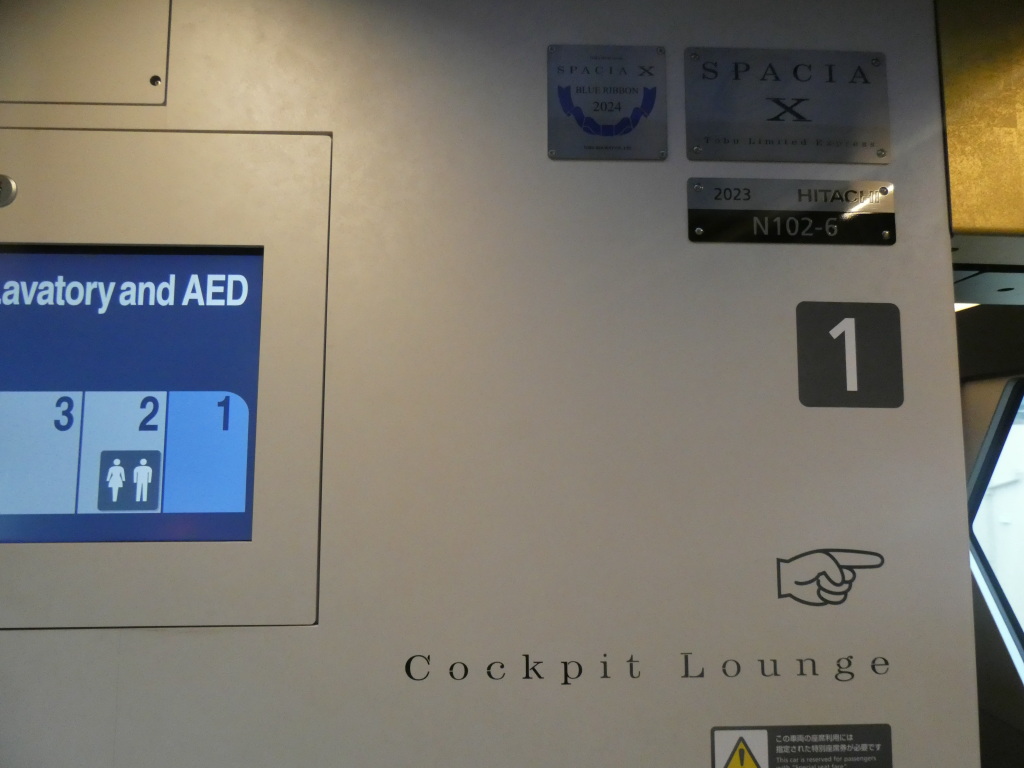 SPACIA X
BLUE RIBBON
2024
SPACIA
X
Tobu Limited Express
2023 HITACHI
N102-6
avatory and AED
3 2 1
1
Cockpit Lounge
この車両の座席利用には
指定された特別座席券が必要です
This car is reserved for passengers